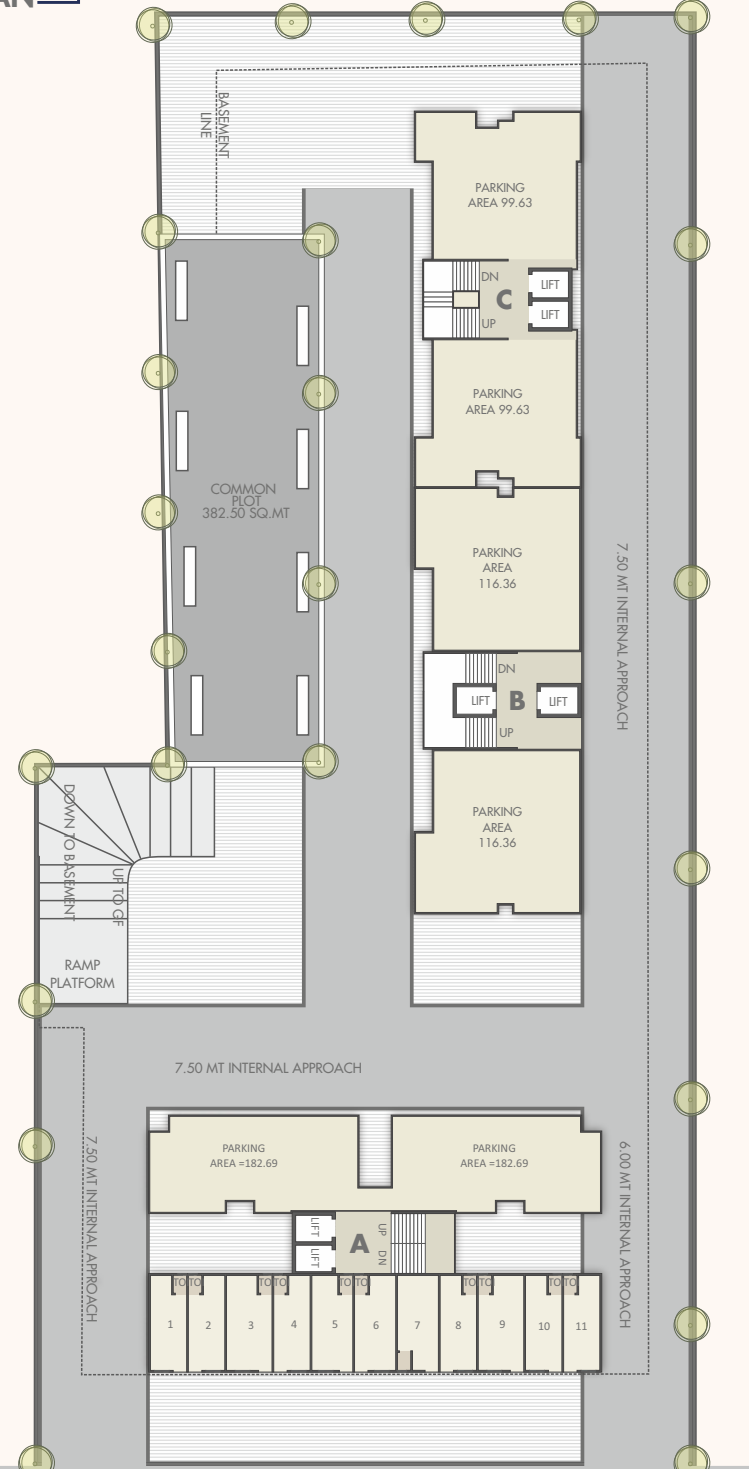 AN
BASEMENT
LINE
PARKING
AREA 99.63
DN
C
UP
LIFT
LIFT
PARKING
AREA 99.63
COMMON
PLOT
382.50 SQ.MT
PARKING
AREA
116.36
7.50 MT INTERNAL APPROACH
DN
LIFT
B
LIFT
UP
PARKING
AREA
116.36
DOWN TO BASEMENT
UP TO GF
RAMP
PLATFORM
7.50 MT INTERNAL APPROACH
7.50 MT INTERNAL APPROACH
PARKING
AREA =182.69
PARKING
AREA =182.69
6.00 MT INTERNAL APPROACH
LIFT
LIFT
A
UP
DN
TO TO TO TO TO TO TO TO TO TO
1 2 3 4 5 6 7 8 9 10 11